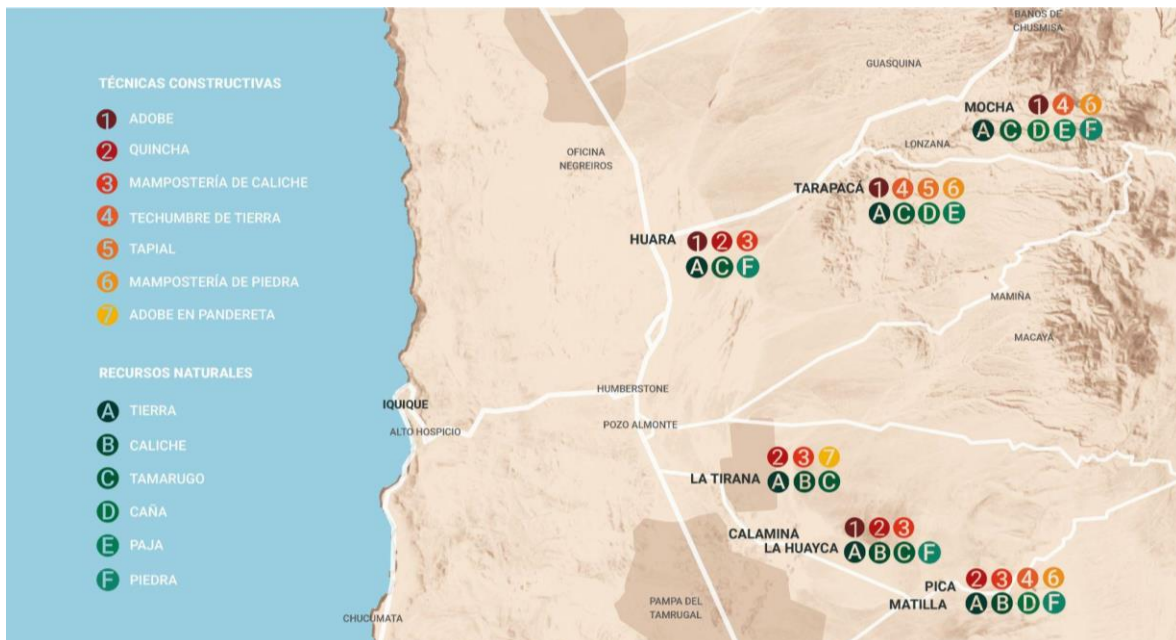 TÉCNICAS CONSTRUCTIVAS
1 ADOBE
2 QUINCHA
3 MAMPOSTERÍA DE CALICHE
4 TECHUMBRE DE TIERRA
5 TAPIAL
6 MAMPOSTERÍA DE PIEDRA
7 ADOBE EN PANDERETA
RECURSOS NATURALES
A TIERRA
B CALICHE
C TAMARUGO
D CAÑA
E PAJA
F PIEDRA
BAÑOS DE
CHUSMISA
GUASQUINA
MOCHA 1 4 6
A C D E F
LONZANA
OFICINA
NEGREIROS
TARAPACÁ 1 4 5 6
A C D E
HUARA 1 2 3
A C F
MAMIÑA
MACAYA
HUMBERSTONE
IQUIQUE
ALTO HOSPICIO
POZO ALMONTE
2 3 7
LA TIRANA A B C
CALAMINA 1 2 3
LA HUAYCA A B C F
PICA 2 3 4 6
MATILLA A B D F
PAMPA DEL
TAMRUGAL
CHUCUMATA